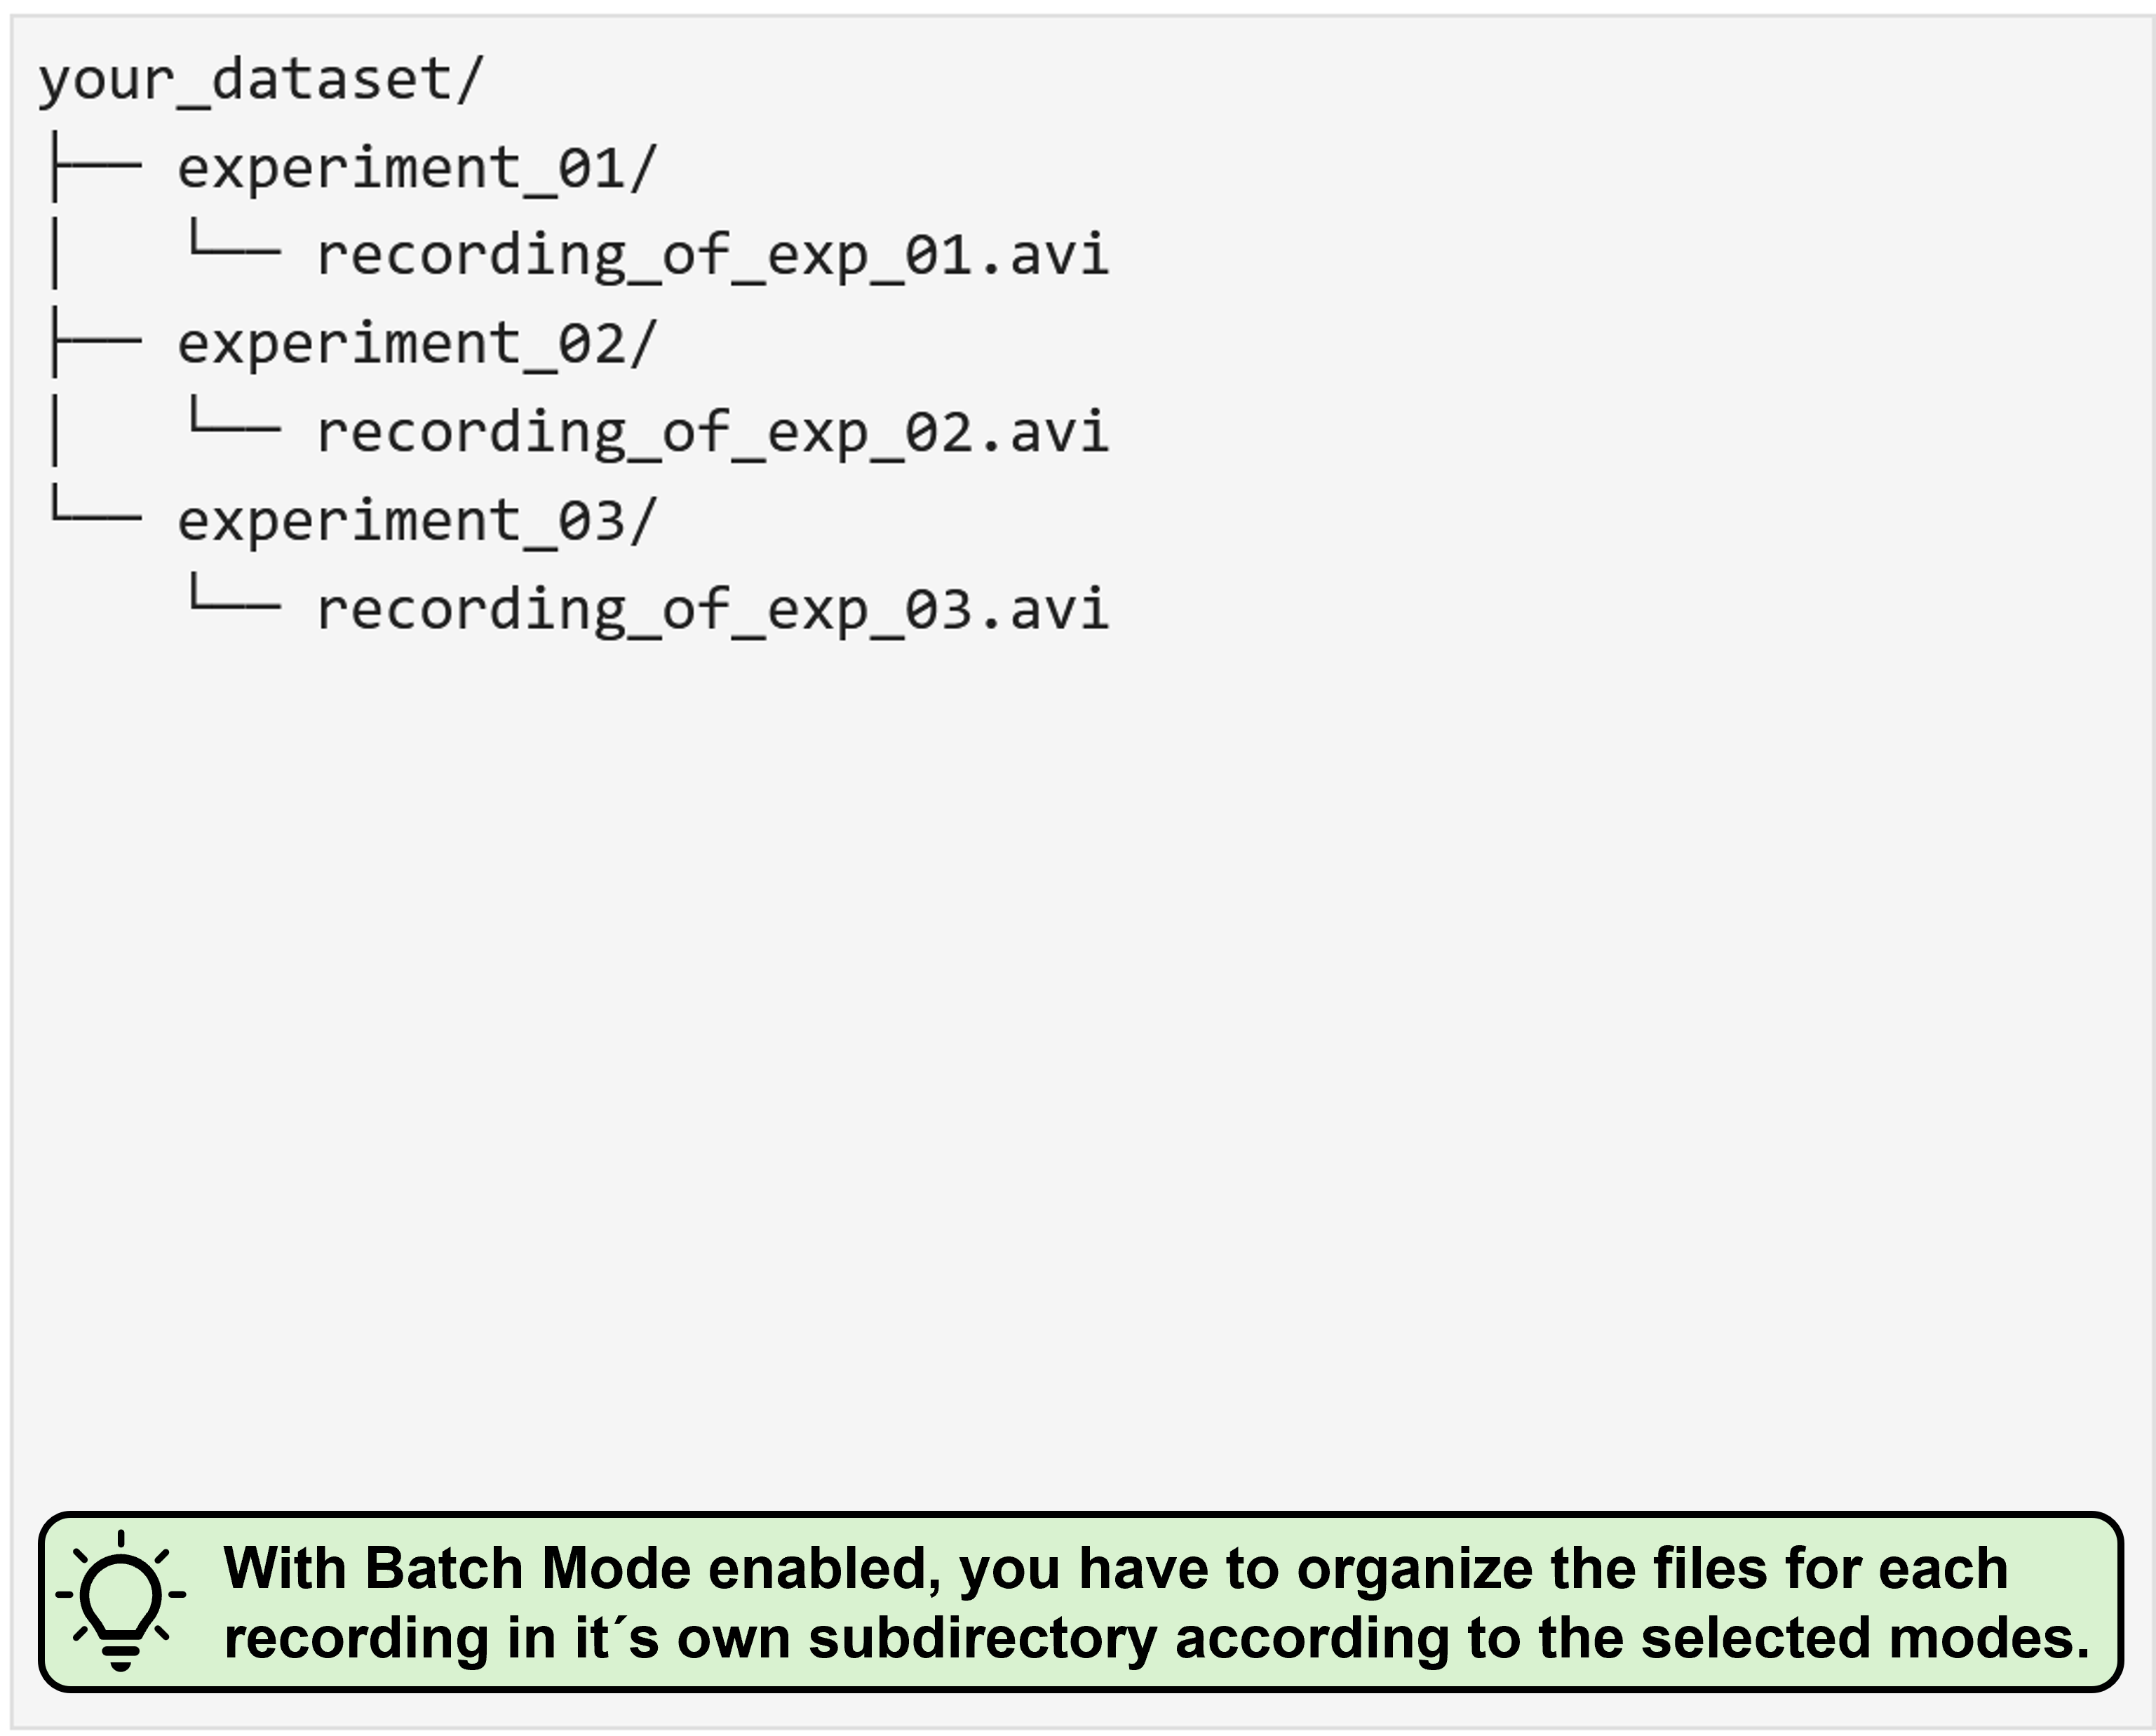 your_dataset/
├── experiment_01/
│   └── recording_of_exp_01.avi
├── experiment_02/
│   └── recording_of_exp_02.avi
└── experiment_03/
    └── recording_of_exp_03.avi
With Batch Mode enabled, you have to organize the files for each
recording in it´s own subdirectory according to the selected modes.